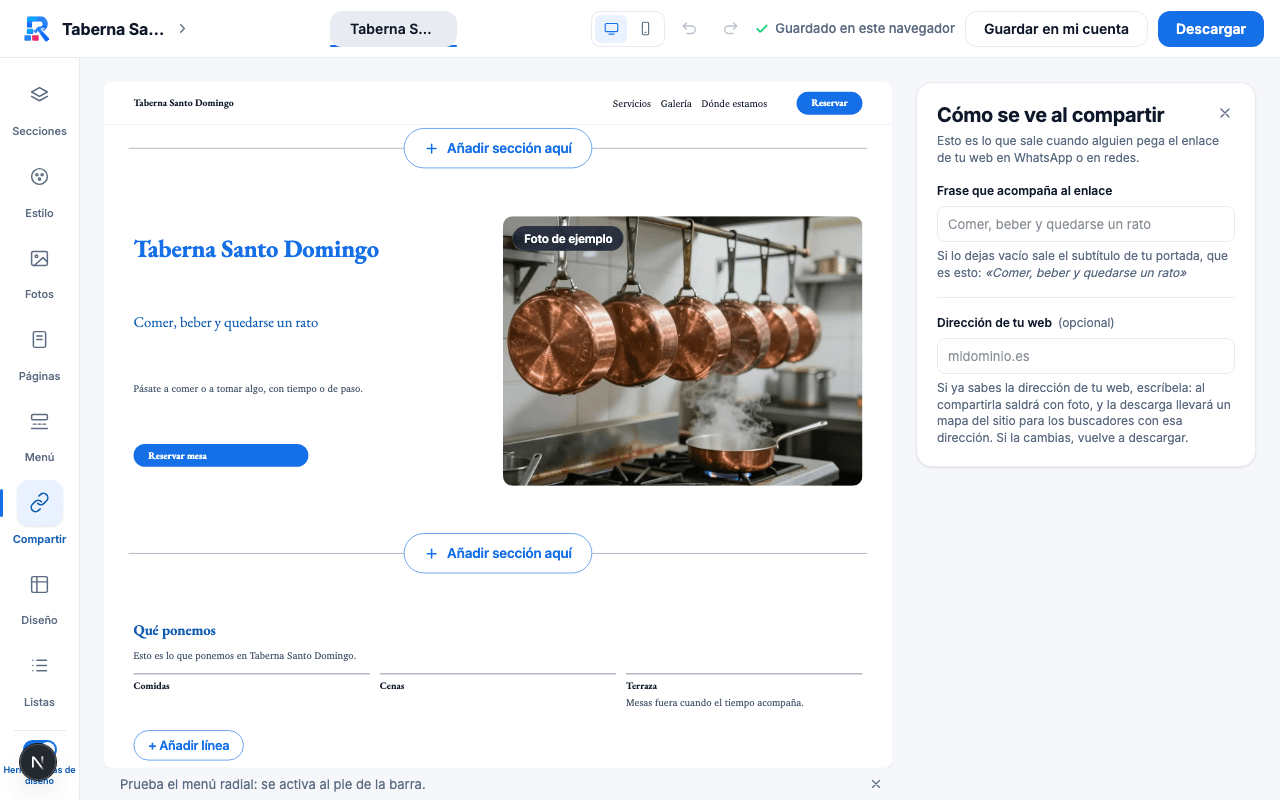 Taberna Sa...
Taberna S...
Guardado en este navegador
Guardar en mi cuenta
Descargar
Secciones
Estilo
Fotos
Páginas
Menú
Compartir
Diseño
Listas
diseño
Taberna Santo Domingo
Servicios
Galería
Dónde estamos
Reservar
+ Añadir sección aquí
Taberna Santo Domingo
Comer, beber y quedarse un rato
Pásate a comer o a tomar algo, con tiempo o de paso.
Reservar mesa
Foto de ejemplo
+ Añadir sección aquí
Qué ponemos
Esto es lo que ponemos en Taberna Santo Domingo.
Comidas
Cenas
Terraza
Mesas fuera cuando el tiempo acompaña.
+ Añadir línea
Prueba el menú radial: se activa al pie de la barra.
Cómo se ve al compartir
Esto es lo que sale cuando alguien pega el enlace
de tu web en WhatsApp o en redes.
Frase que acompaña al enlace
Comer, beber y quedarse un rato
Si lo dejas vacío sale el subtítulo de tu portada, que
es esto: «Comer, beber y quedarse un rato»
Dirección de tu web (opcional)
midominio.es
Si ya sabes la dirección de tu web, escríbela: al
compartirla saldrá con foto, y la descarga llevará un
mapa del sitio para los buscadores con esa
dirección. Si la cambias, vuelve a descargar.